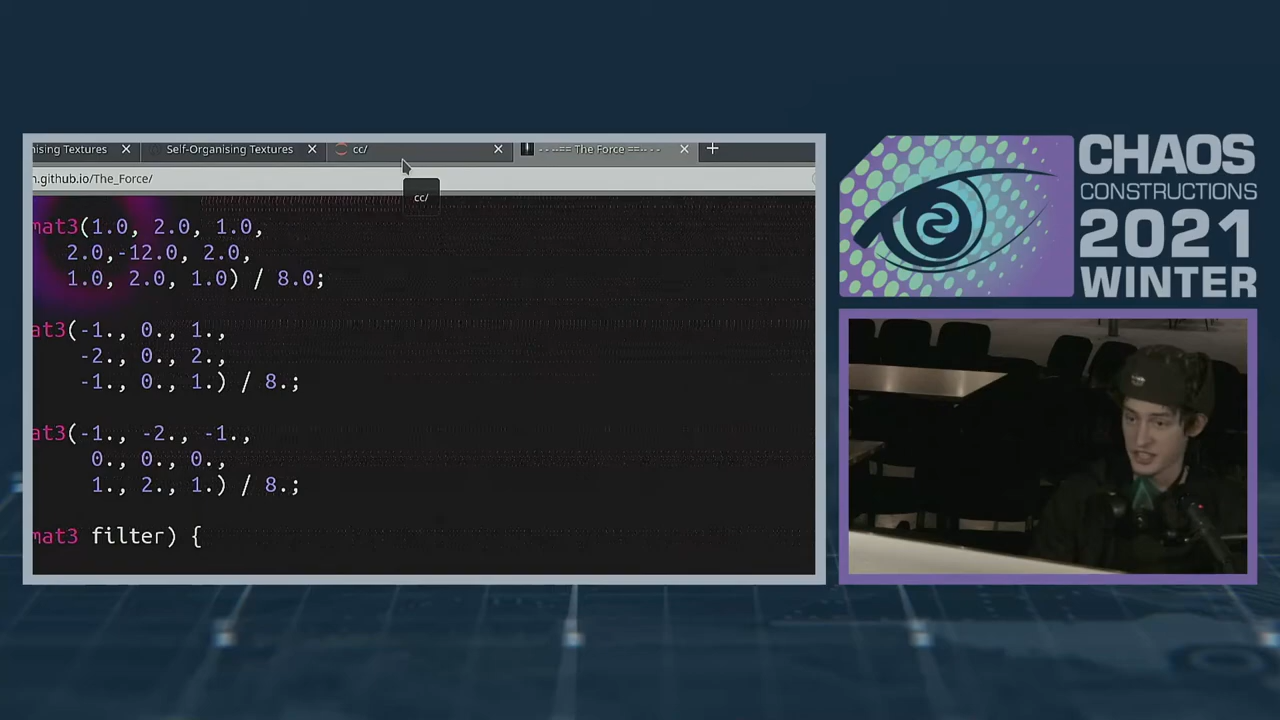 ising Textures
Self-Organising Textures
cc/
- - --== The Force ==-- - -
n.github.io/The_Force/
cc/
mat3(1.0, 2.0, 1.0,
2.0,-12.0, 2.0,
1.0, 2.0, 1.0) / 8.0;
at3(-1., 0., 1.,
-2., 0., 2.,
-1., 0., 1.) / 8.;
at3(-1., -2., -1.,
0., 0., 0.,
1., 2., 1.) / 8.;
mat3 filter) {
CHAOS
CONSTRUCTIONS
2021
WINTER